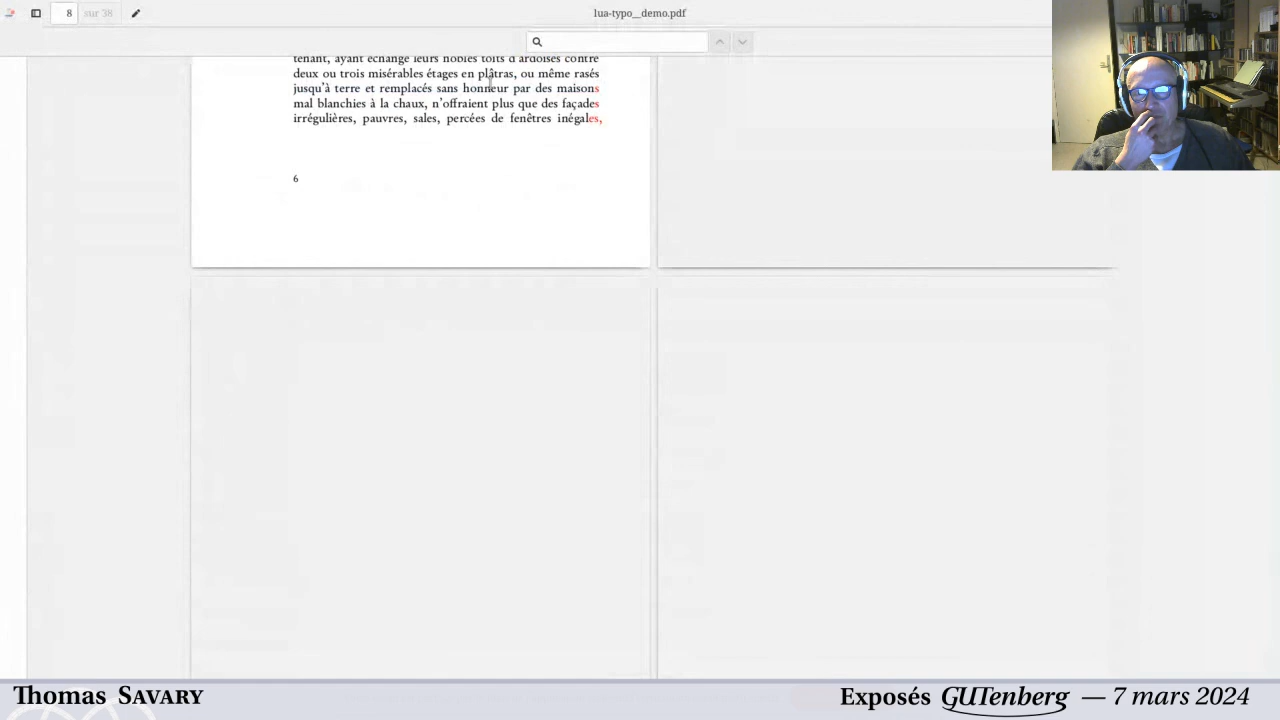 8 sur 38
lua-typo_demo.pdf
tenant, ayant échangé leurs nobles toits d'ardoises contre
deux ou trois misérables étages en plâtras, ou même rasés
jusqu'à terre et remplacés sans honneur par des maisons
mal blanchies à la chaux, n'offraient plus que des façades
irrégulières, pauvres, sales, percées de fenêtres inégales,
6
Thomas SAVARY
Exposés GUTenberg — 7 mars 2024